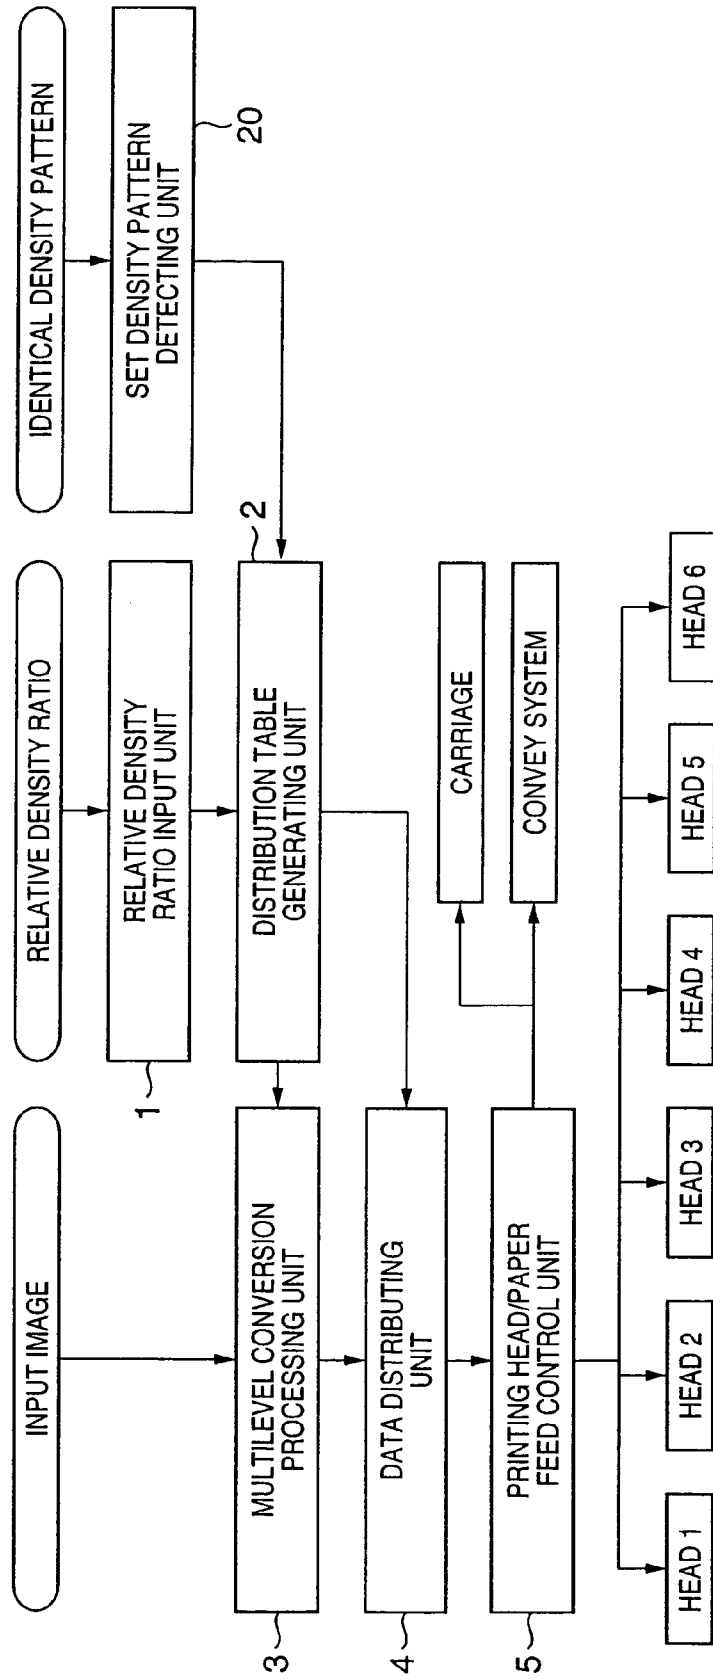 INPUT IMAGE
RELATIVE DENSITY RATIO
IDENTICAL DENSITY PATTERN
1
RELATIVE DENSITY
RATIO INPUT UNIT
SET DENSITY PATTERN
DETECTING UNIT
20
3
MULTILEVEL CONVERSION
PROCESSING UNIT
DISTRIBUTION TABLE
GENERATING UNIT
2
4
DATA DISTRIBUTING
UNIT
CARRIAGE
5
PRINTING HEAD/PAPER
FEED CONTROL UNIT
CONVEY SYSTEM
HEAD 1
HEAD 2
HEAD 3
HEAD 4
HEAD 5
HEAD 6